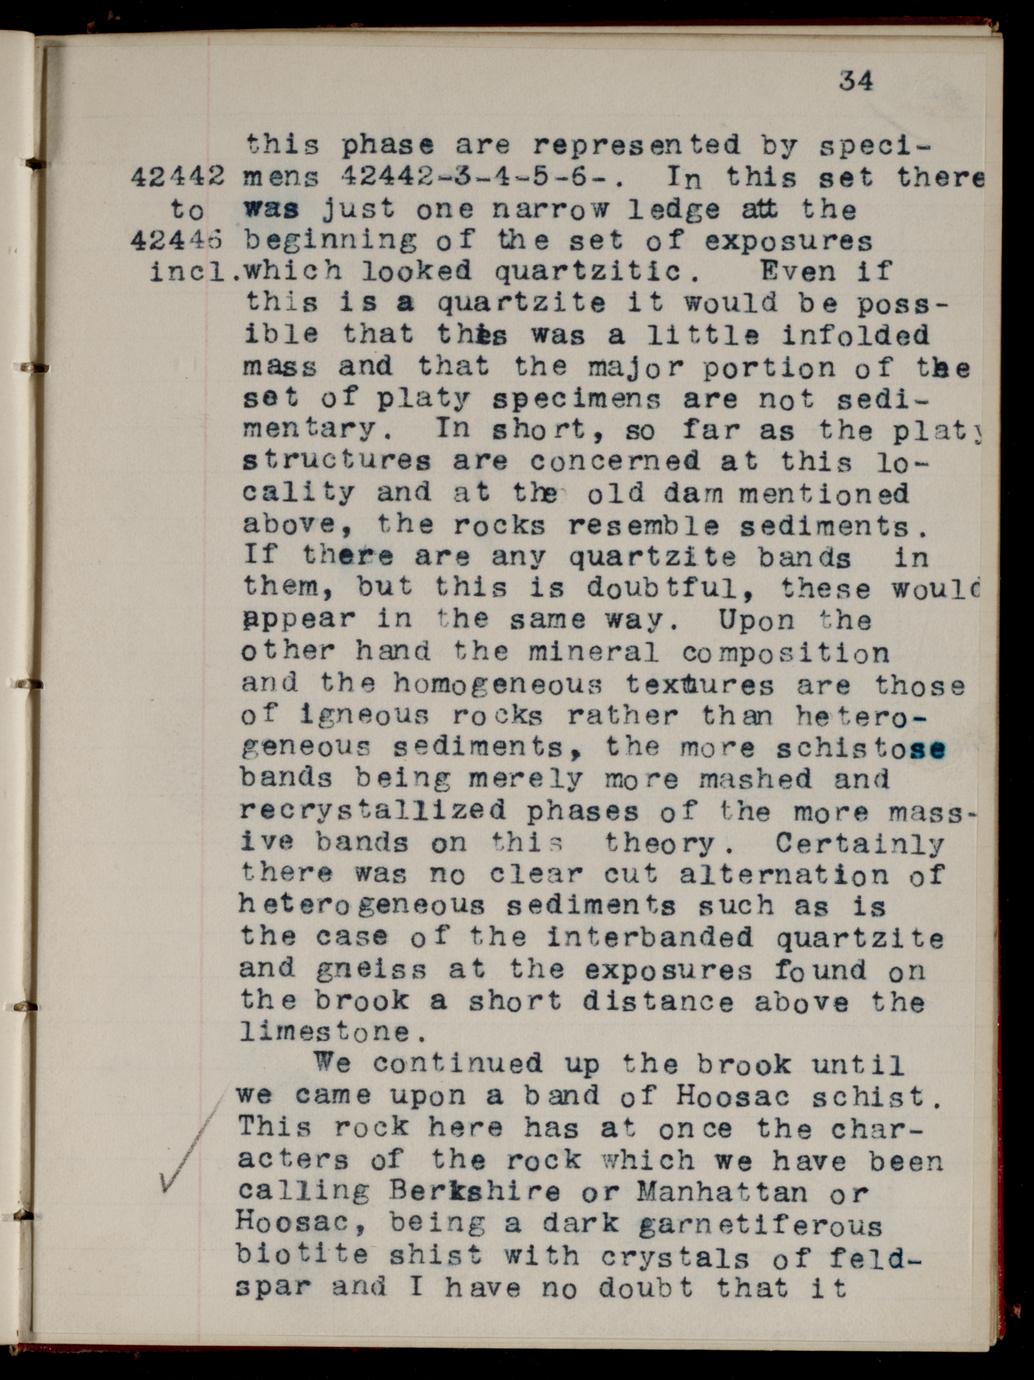 34
this phase are represented by speci-
42442 mens 42442-3-4-5-6-. In this set there
to was just one narrow ledge att the
42446 beginning of the set of exposures
incl.which looked quartzitic. Even if
this is a quartzite it would be poss-
ible that this was a little infolded
mass and that the major portion of the
set of platy specimens are not sedi-
mentary. In short, so far as the platy
structures are concerned at this lo-
cality and at the old dam mentioned
above, the rocks resemble sediments.
If there are any quartzite bands in
them, but this is doubtful, these would
appear in the same way. Upon the
other hand the mineral composition
and the homogeneous textures are those
of igneous rocks rather than hetero-
geneous sediments, the more schistose
bands being merely more mashed and
recrystallized phases of the more mass-
ive bands on this theory. Certainly
there was no clear cut alternation of
heterogeneous sediments such as is
the case of the interbanded quartzite
and gneiss at the exposures found on
the brook a short distance above the
limestone.
We continued up the brook until
we came upon a band of Hoosac schist.
This rock here has at once the char-
acters of the rock which we have been
calling Berkshire or Manhattan or
Hoosac, being a dark garnetiferous
biotite shist with crystals of feld-
spar and I have no doubt that it